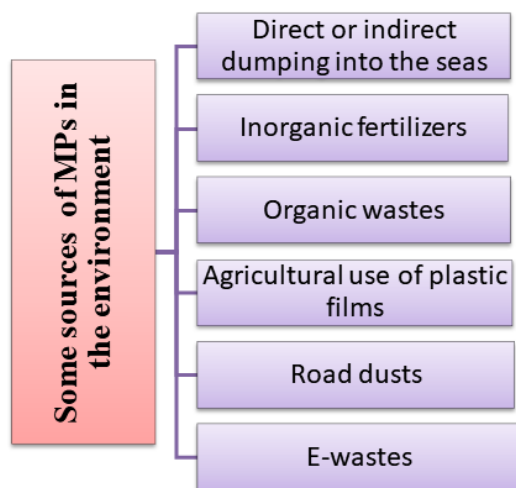 Some sources of MPs in
the environment
Direct or indirect
dumping into the seas
Inorganic fertilizers
Organic wastes
Agricultural use of plastic
films
Road dusts
E-wastes